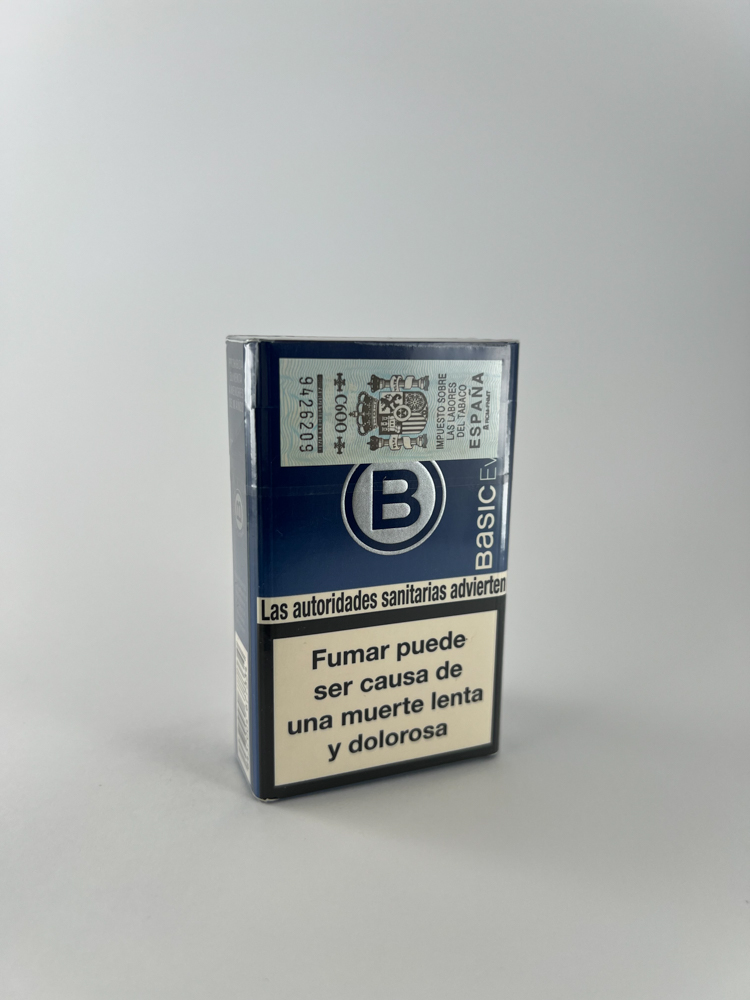 9426209
C600
IMPUESTO SOBRE
LAS LABORES
DEL TABACO
ESPAÑA
B
BaSIC Ev
Las autoridades sanitarias advierten
Fumar puede
ser causa de
una muerte lenta
y dolorosa